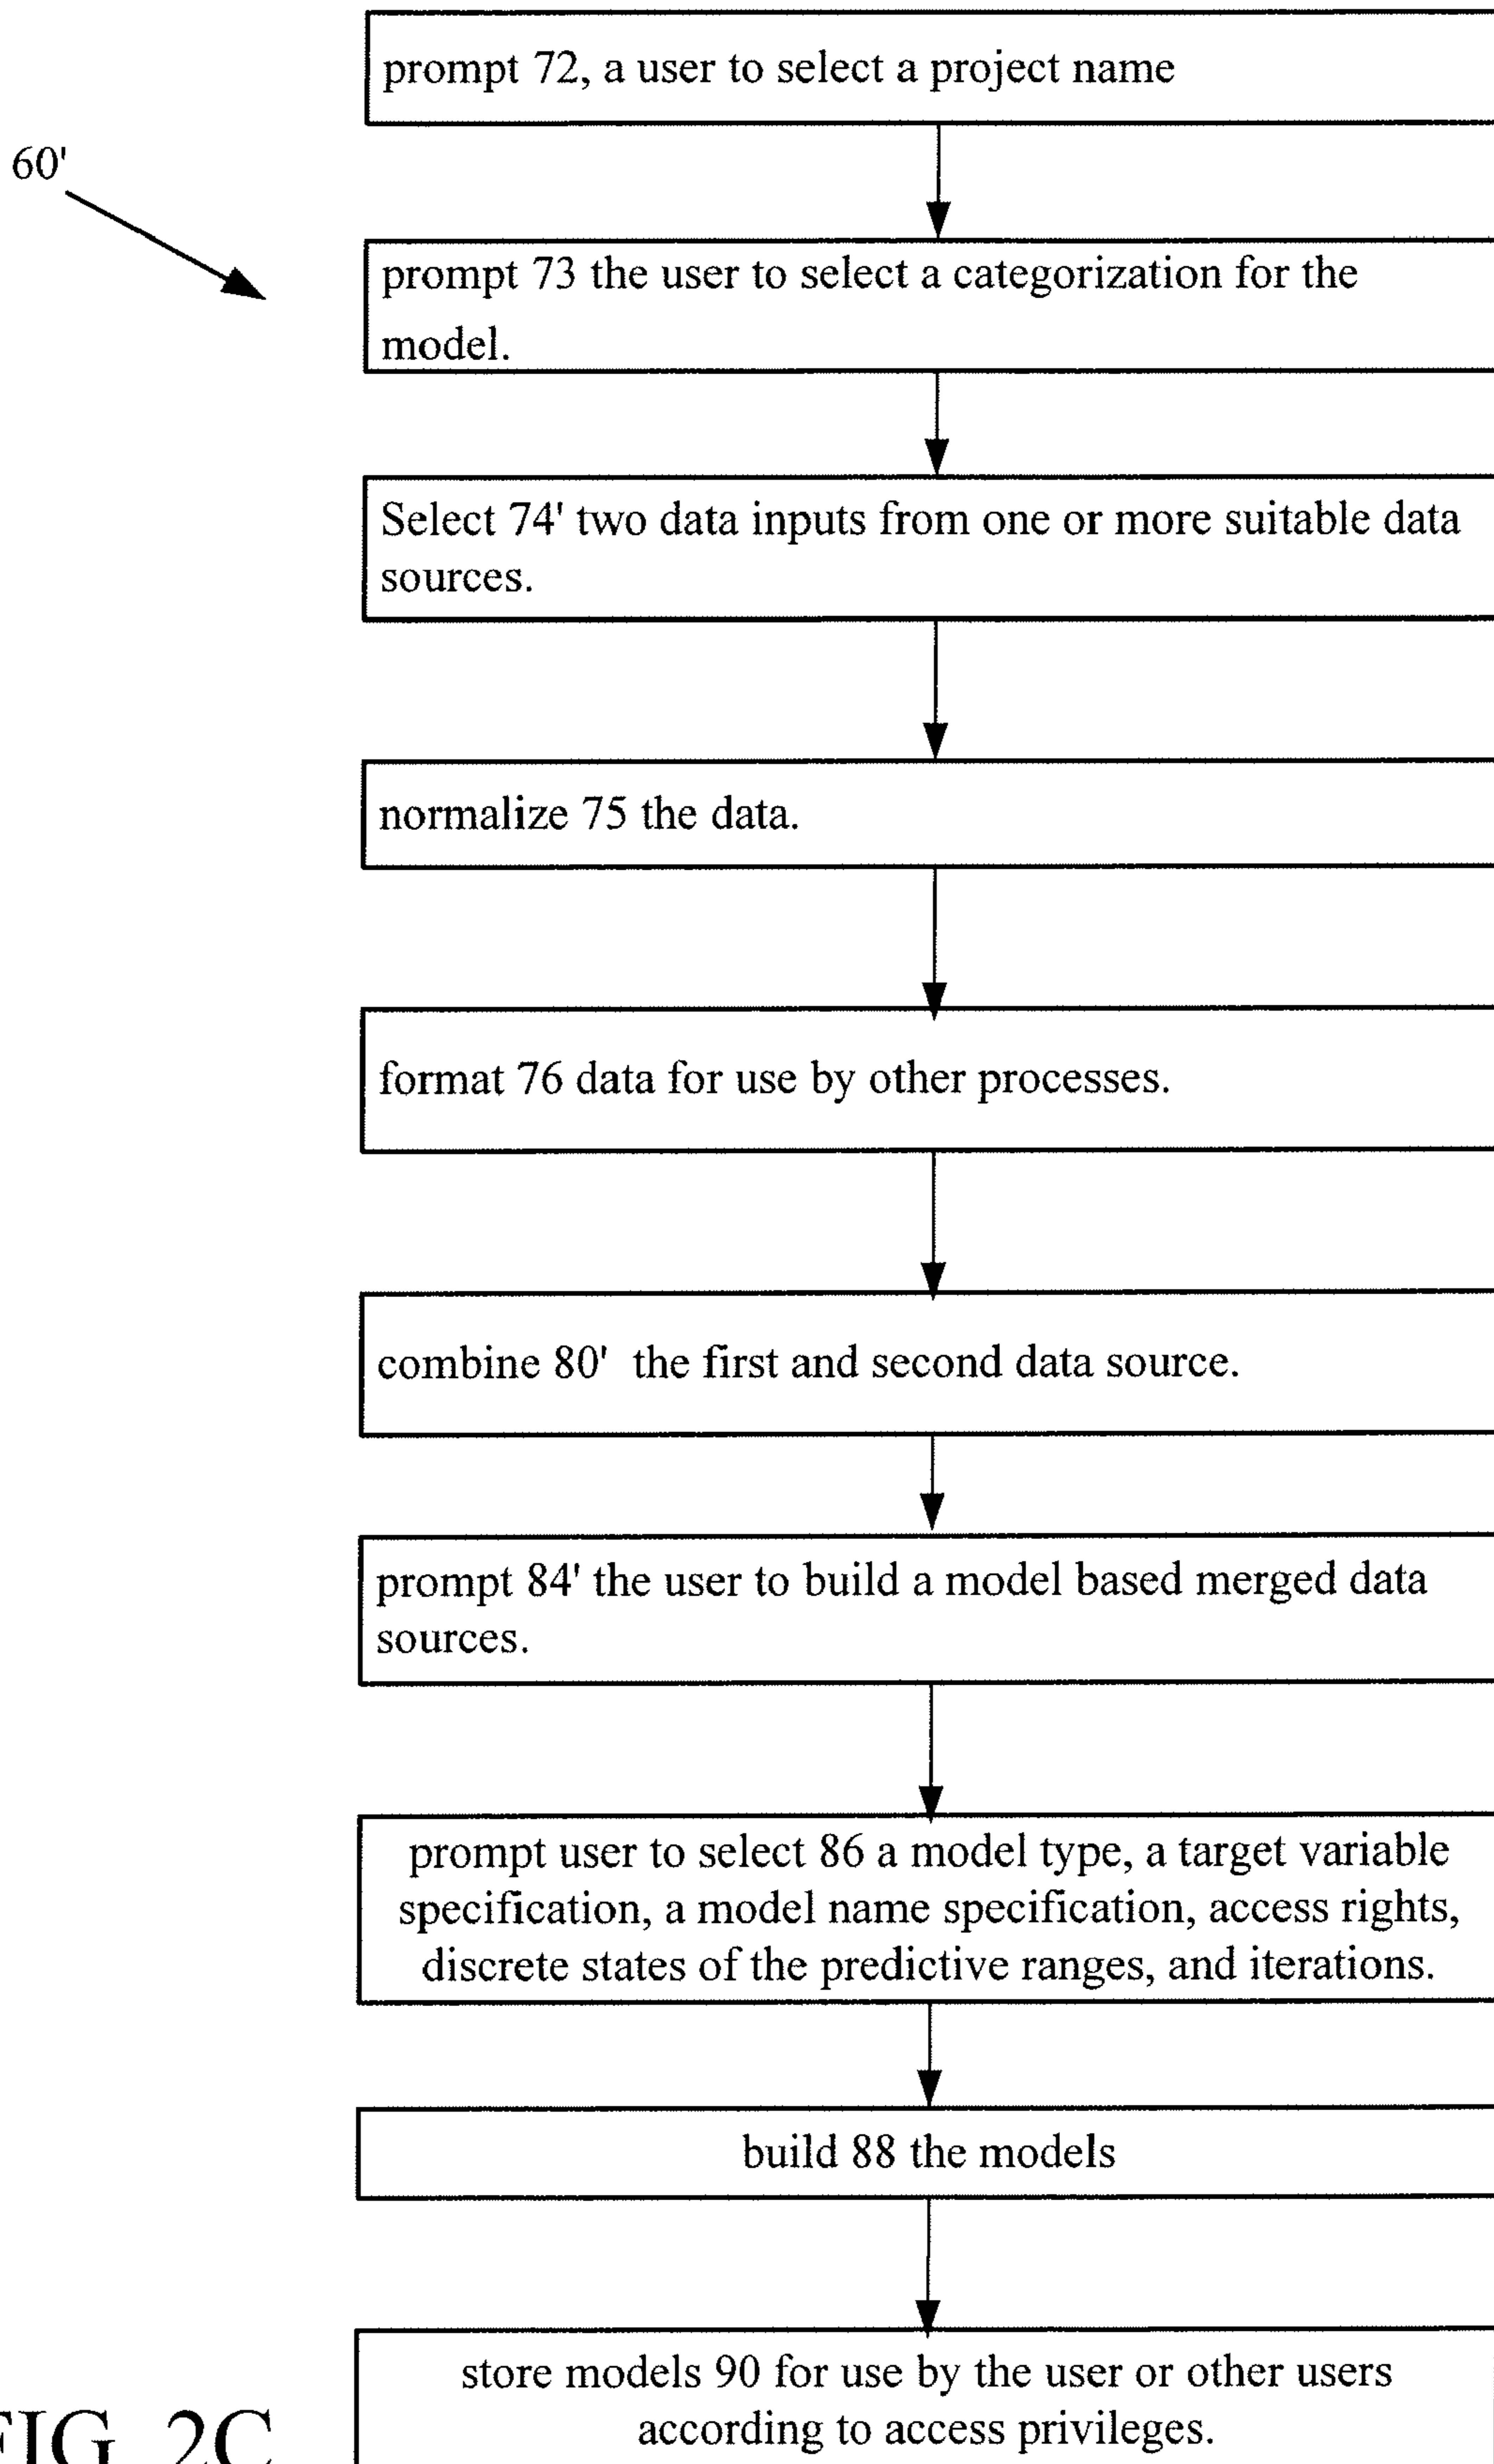 prompt 72, a user to select a project name
60'
prompt 73 the user to select a categorization for the
model.
Select 74' two data inputs from one or more suitable data
sources.
normalize 75 the data.
format 76 data for use by other processes.
combine 80' the first and second data source.
prompt 84' the user to build a model based merged data
sources.
prompt user to select 86 a model type, a target variable
specification, a model name specification, access rights,
discrete states of the predictive ranges, and iterations.
build 88 the models
store models 90 for use by the user or other users
according to access privileges.
FIG. 2C